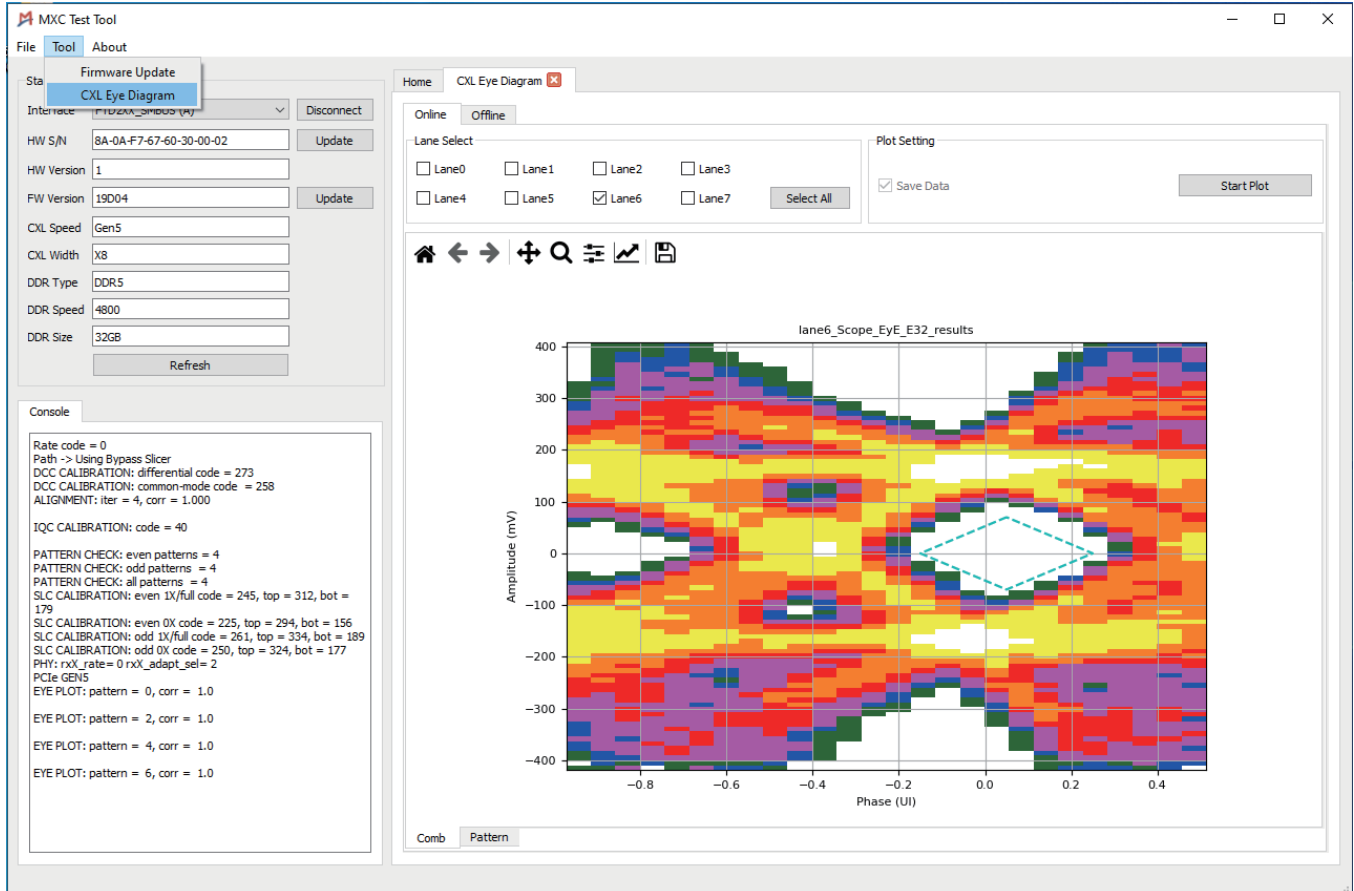 MXC Test Tool
File Tool About
Firmware Update
CXL Eye Diagram
Sta
Interface FTD2XX_SMBUS (A) Disconnect
HW S/N 8A-0A-F7-67-60-30-00-02 Update
HW Version 1
FW Version 19D04 Update
CXL Speed Gen5
CXL Width X8
DDR Type DDR5
DDR Speed 4800
DDR Size 32GB
Refresh
Console
Rate code = 0
Path -> Using Bypass Slicer
DCC CALIBRATION: differential code = 273
DCC CALIBRATION: common-mode code  = 258
ALIGNMENT: iter = 4, corr = 1.000
IQC CALIBRATION: code = 40
PATTERN CHECK: even patterns = 4
PATTERN CHECK: odd patterns = 4
PATTERN CHECK: all patterns  = 4
SLC CALIBRATION: even 1X/full code = 245, top = 312, bot =
179
SLC CALIBRATION: even 0X code = 225, top = 294, bot = 156
SLC CALIBRATION: odd 1X/full code = 261, top = 334, bot = 189
SLC CALIBRATION: odd 0X code = 250, top = 324, bot = 177
PHY: rxX_rate= 0 rxX_adapt_sel= 2
PCIe GEN5
EYE PLOT: pattern =  0, corr =  1.0
EYE PLOT: pattern =  2, corr =  1.0
EYE PLOT: pattern =  4, corr =  1.0
EYE PLOT: pattern =  6, corr =  1.0
Home CXL Eye Diagram
Online Offline
Lane Select
Lane0 Lane1 Lane2 Lane3
Lane4 Lane5 Lane6 Lane7 Select All
Plot Setting
Save Data Start Plot
lane6_Scope_EyE_E32_results
400
300
200
100
0
−100
−200
−300
−400
Amplitude (mV)
−0.8 −0.6 −0.4 −0.2 0.0 0.2 0.4
Phase (UI)
Comb Pattern